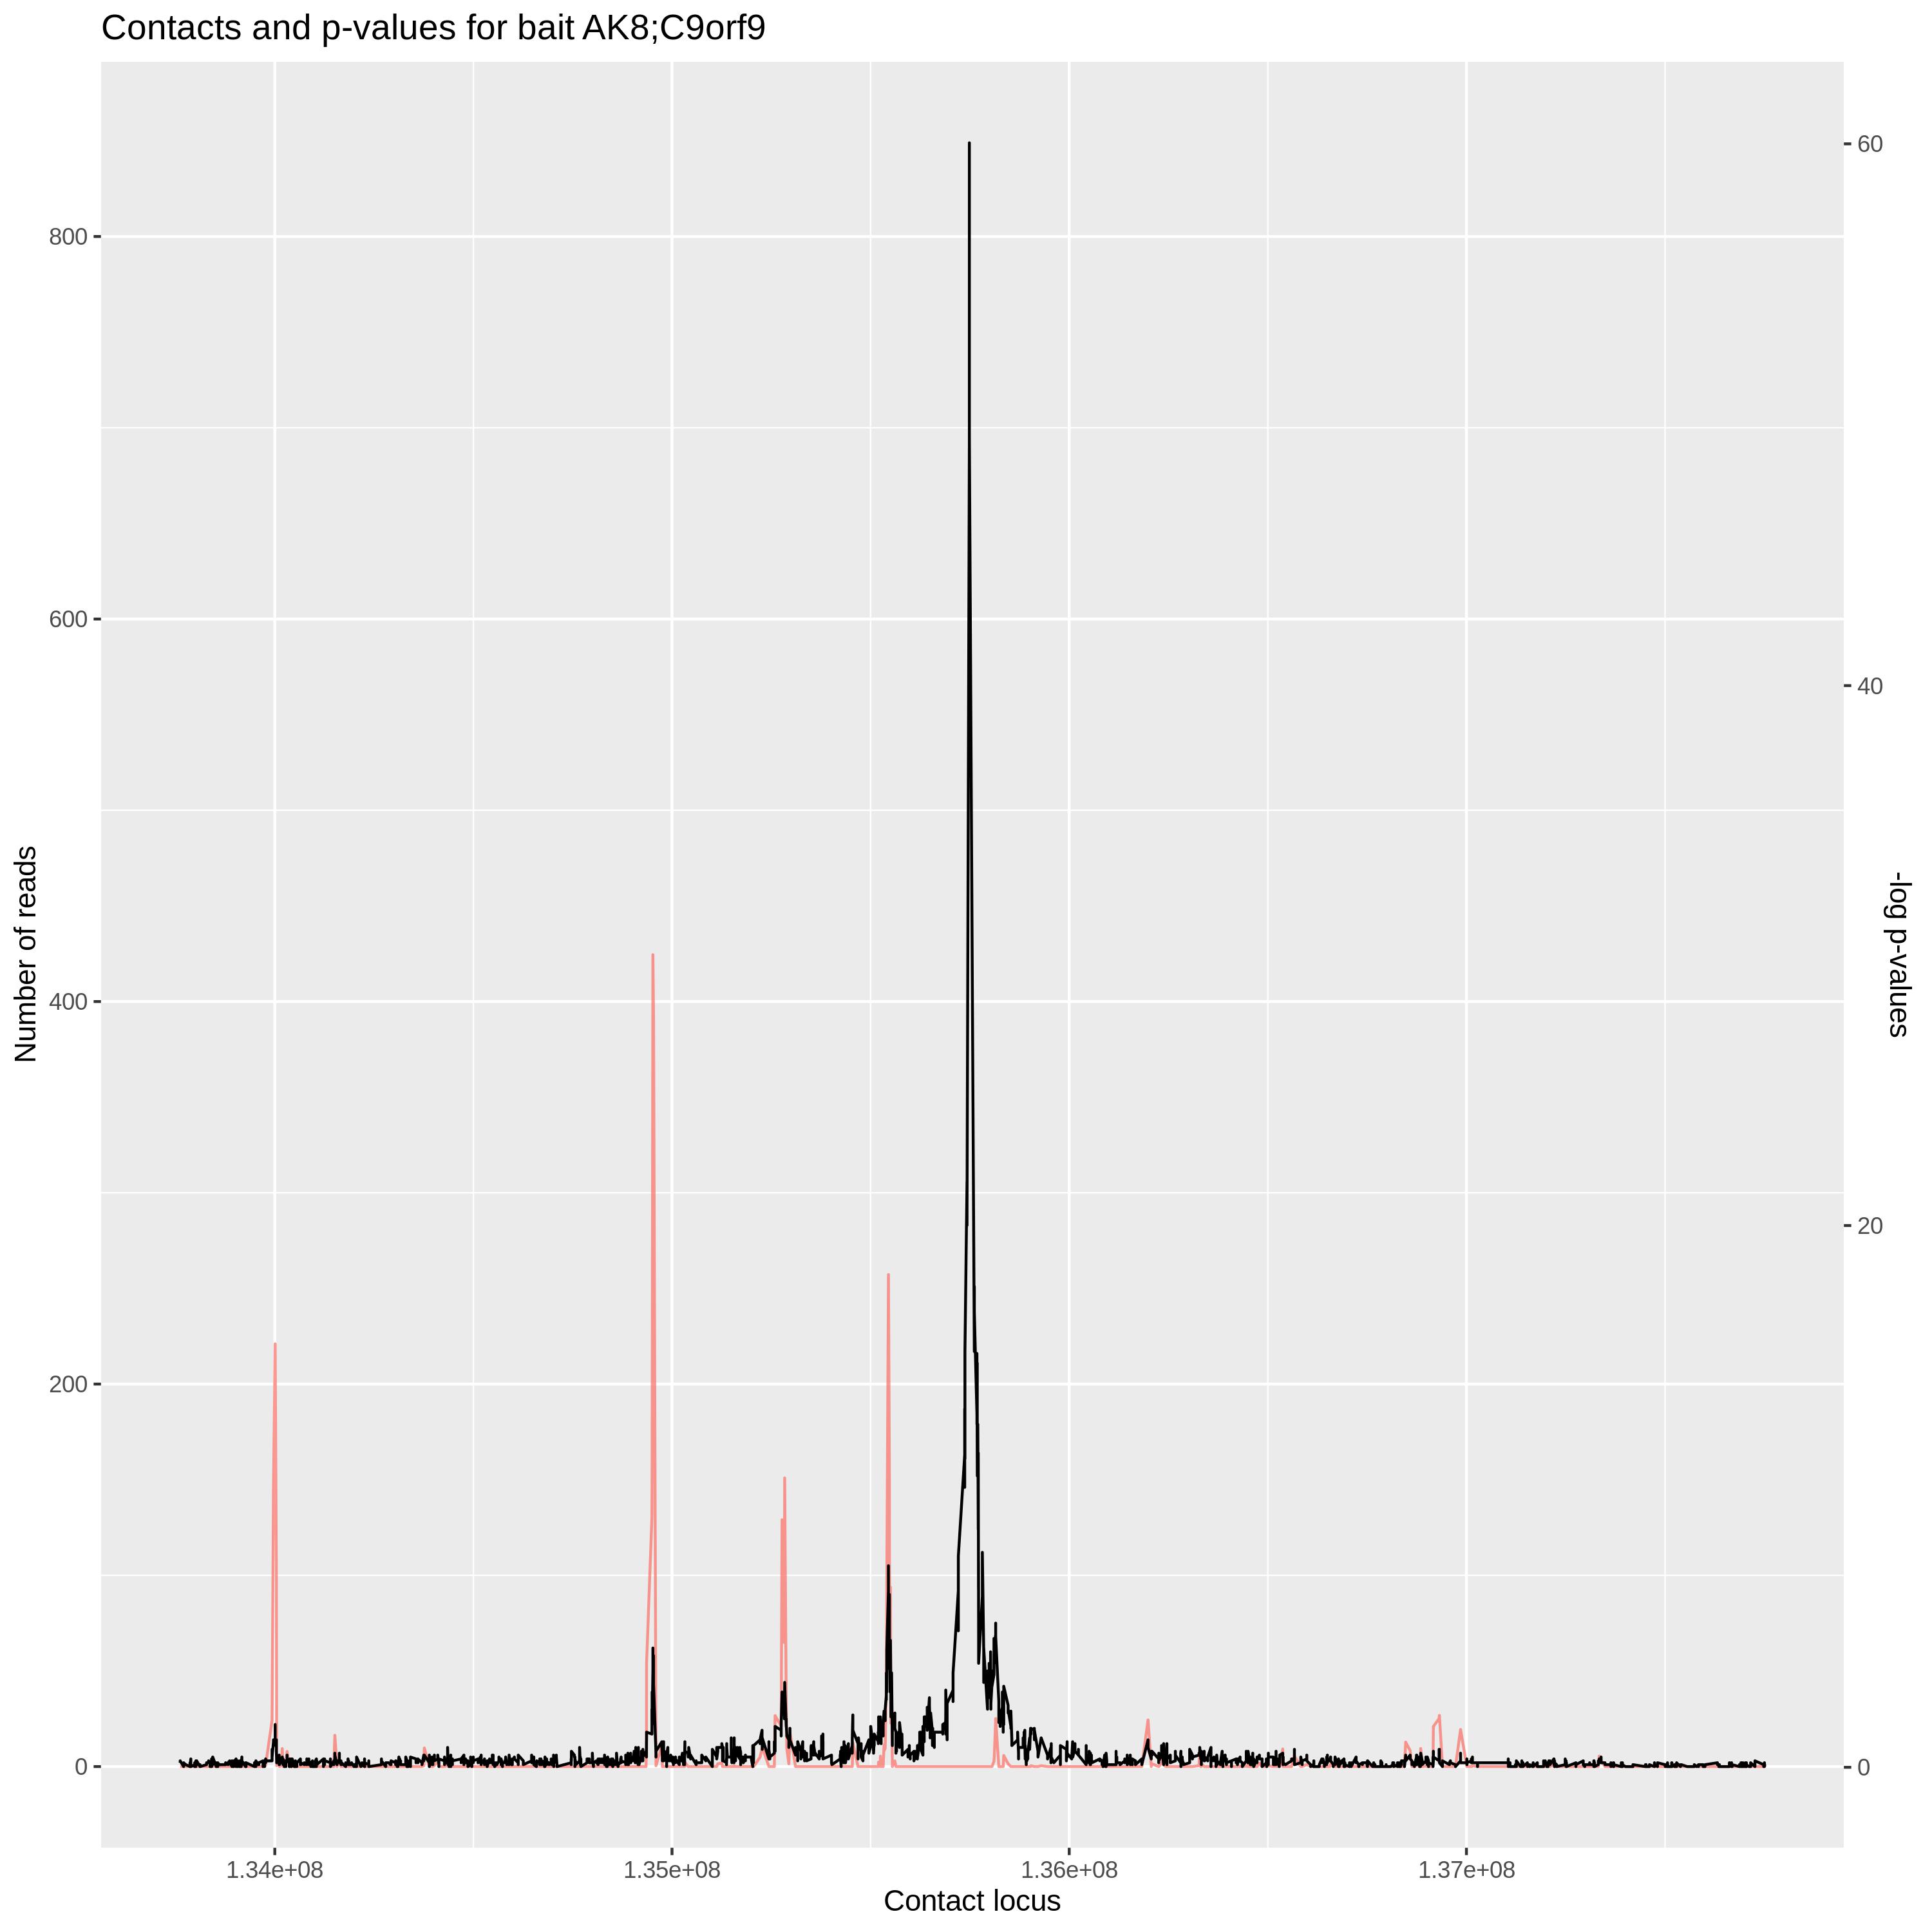 Contacts and p-values for bait AK8;C9orf9
Number of reads
800
600
400
200
0
60
40
20
0
-log p-values
1.34e+08
1.35e+08
1.36e+08
1.37e+08
Contact locus